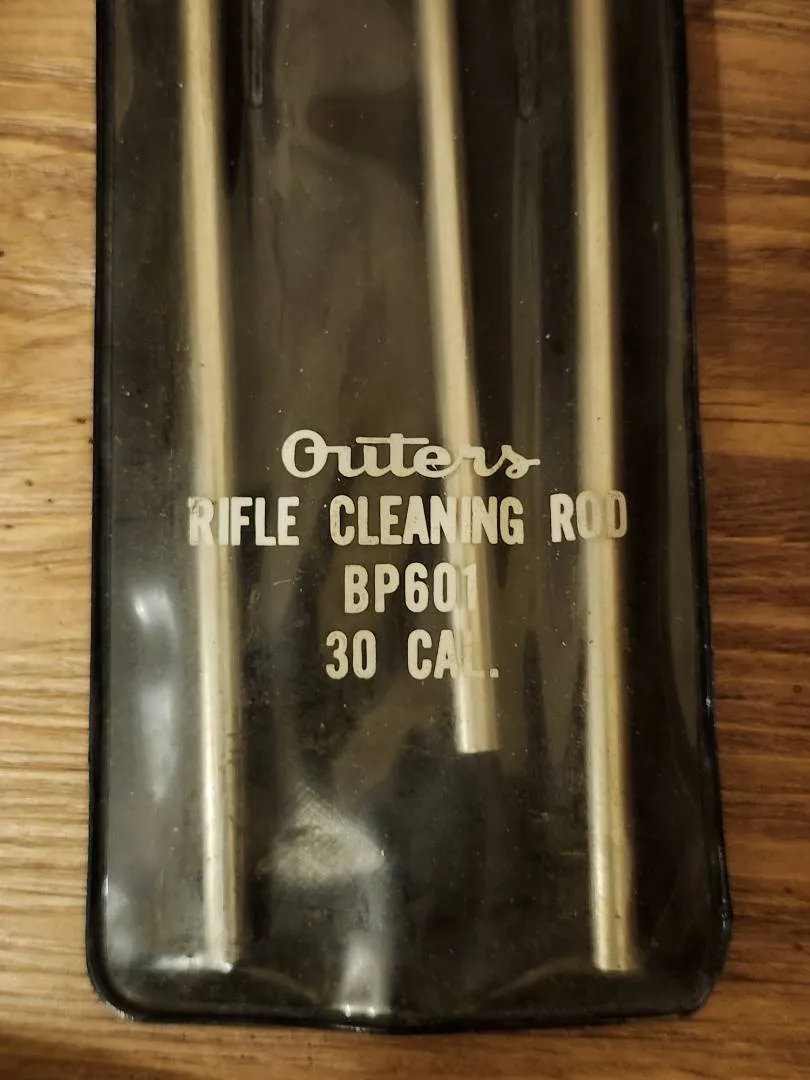 Outers
RIFLE CLEANING ROD
BP601
30 CAL.